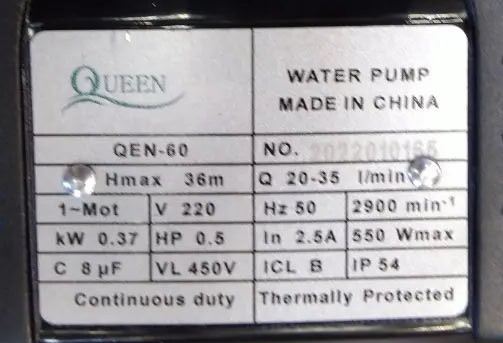 QUEEN
WATER PUMP
MADE IN CHINA
QEN-60
NO. 2022010165
Hmax 36m
Q 20-35 l/min
1~Mot
V 220
Hz 50
2900 min-¹
kW 0.37
HP 0.5
In 2.5A
550 Wmax
C 8 µF
VL 450V
ICL B
IP 54
Continuous duty
Thermally Protected